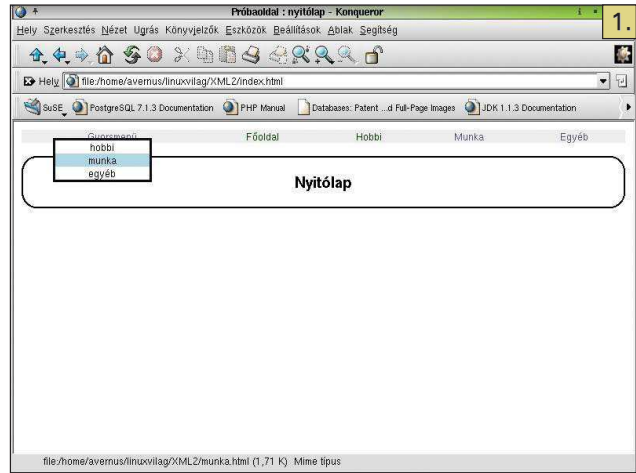 Próbaoldal : nyitólap - Konqueror
1.
Hely Szerkesztés Nézet Ugrás Könyvjelzők Eszközök Beállítások Ablak Segítség
Hely file:/home/avernus/linuxvilag/XML2/index.html
SuSE PostgreSQL 7.1.3 Documentation PHP Manual Databases: Patent ...d Full-Page Images JDK 1.1.3 Documentation
Gyorsmenü Főoldal Hobbi Munka Egyéb
hobbi
munka
egyéb
Nyitólap
file:/home/avernus/linuxvilag/XML2/munka.html (1,71 K) Mime típus